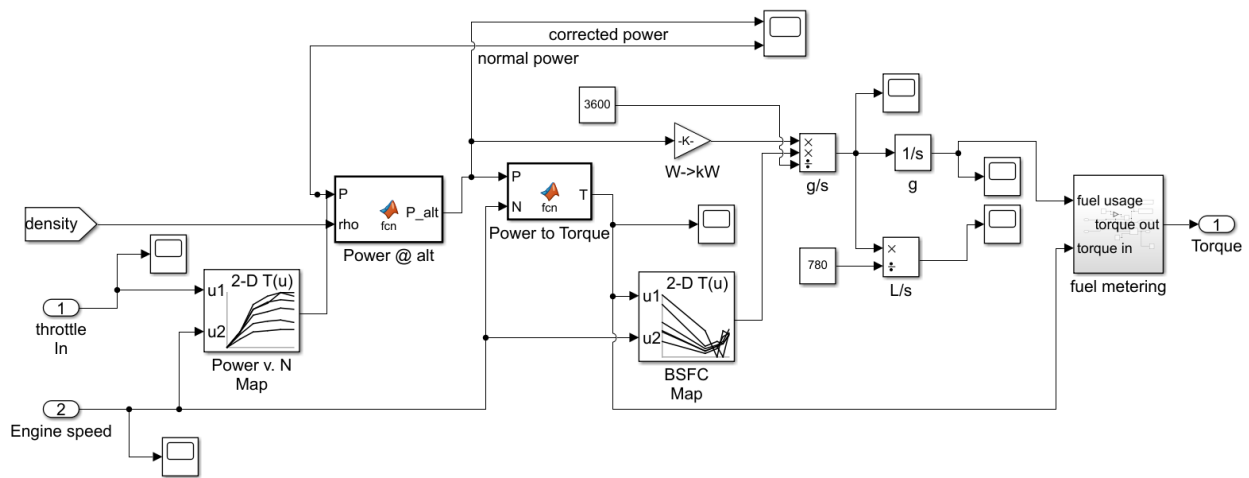 corrected power
normal power
3600
-K-
W->kW
×
×
÷
g/s
1/s
g
P
rho
P_alt
fcn
Power @ alt
P
N
T
fcn
Power to Torque
density
fuel usage
torque out
torque in
fuel metering
1
Torque
780
×
÷
L/s
2-D T(u)
u1
u2
Power v. N
Map
2-D T(u)
u1
u2
BSFC
Map
1
throttle
In
2
Engine speed